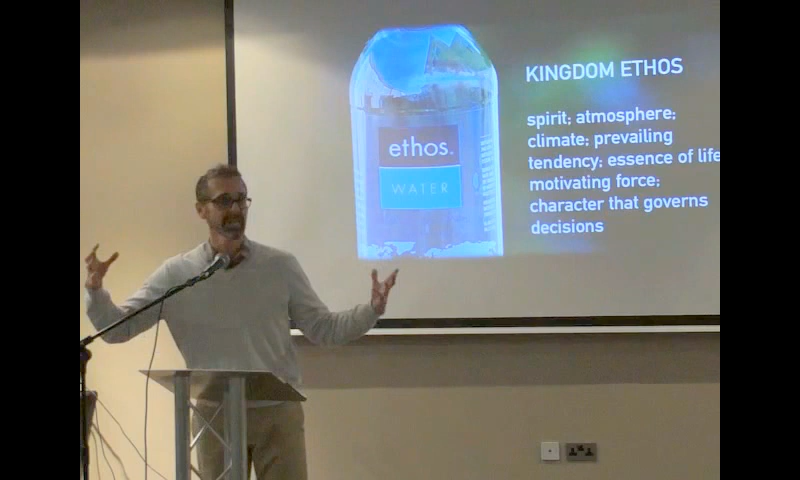 ethos.
WATER
KINGDOM ETHOS
spirit; atmosphere;
climate; prevailing
tendency; essence of life
motivating force;
character that governs
decisions